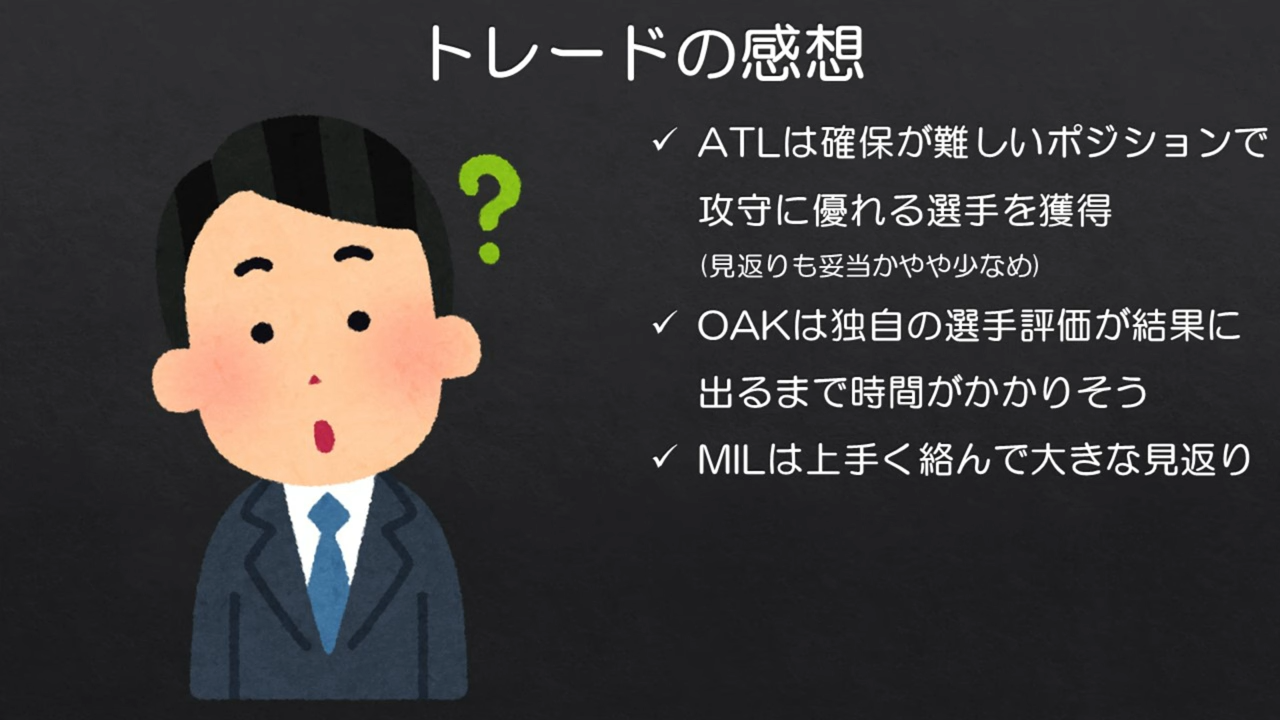 トレードの感想
✓ ATLは確保が難しいポジションで
攻守に優れる選手を獲得
(見返りも妥当かやや少なめ)
✓ OAKは独自の選手評価が結果に
出るまで時間がかかりそう
✓ MILは上手く絡んで大きな見返り
?